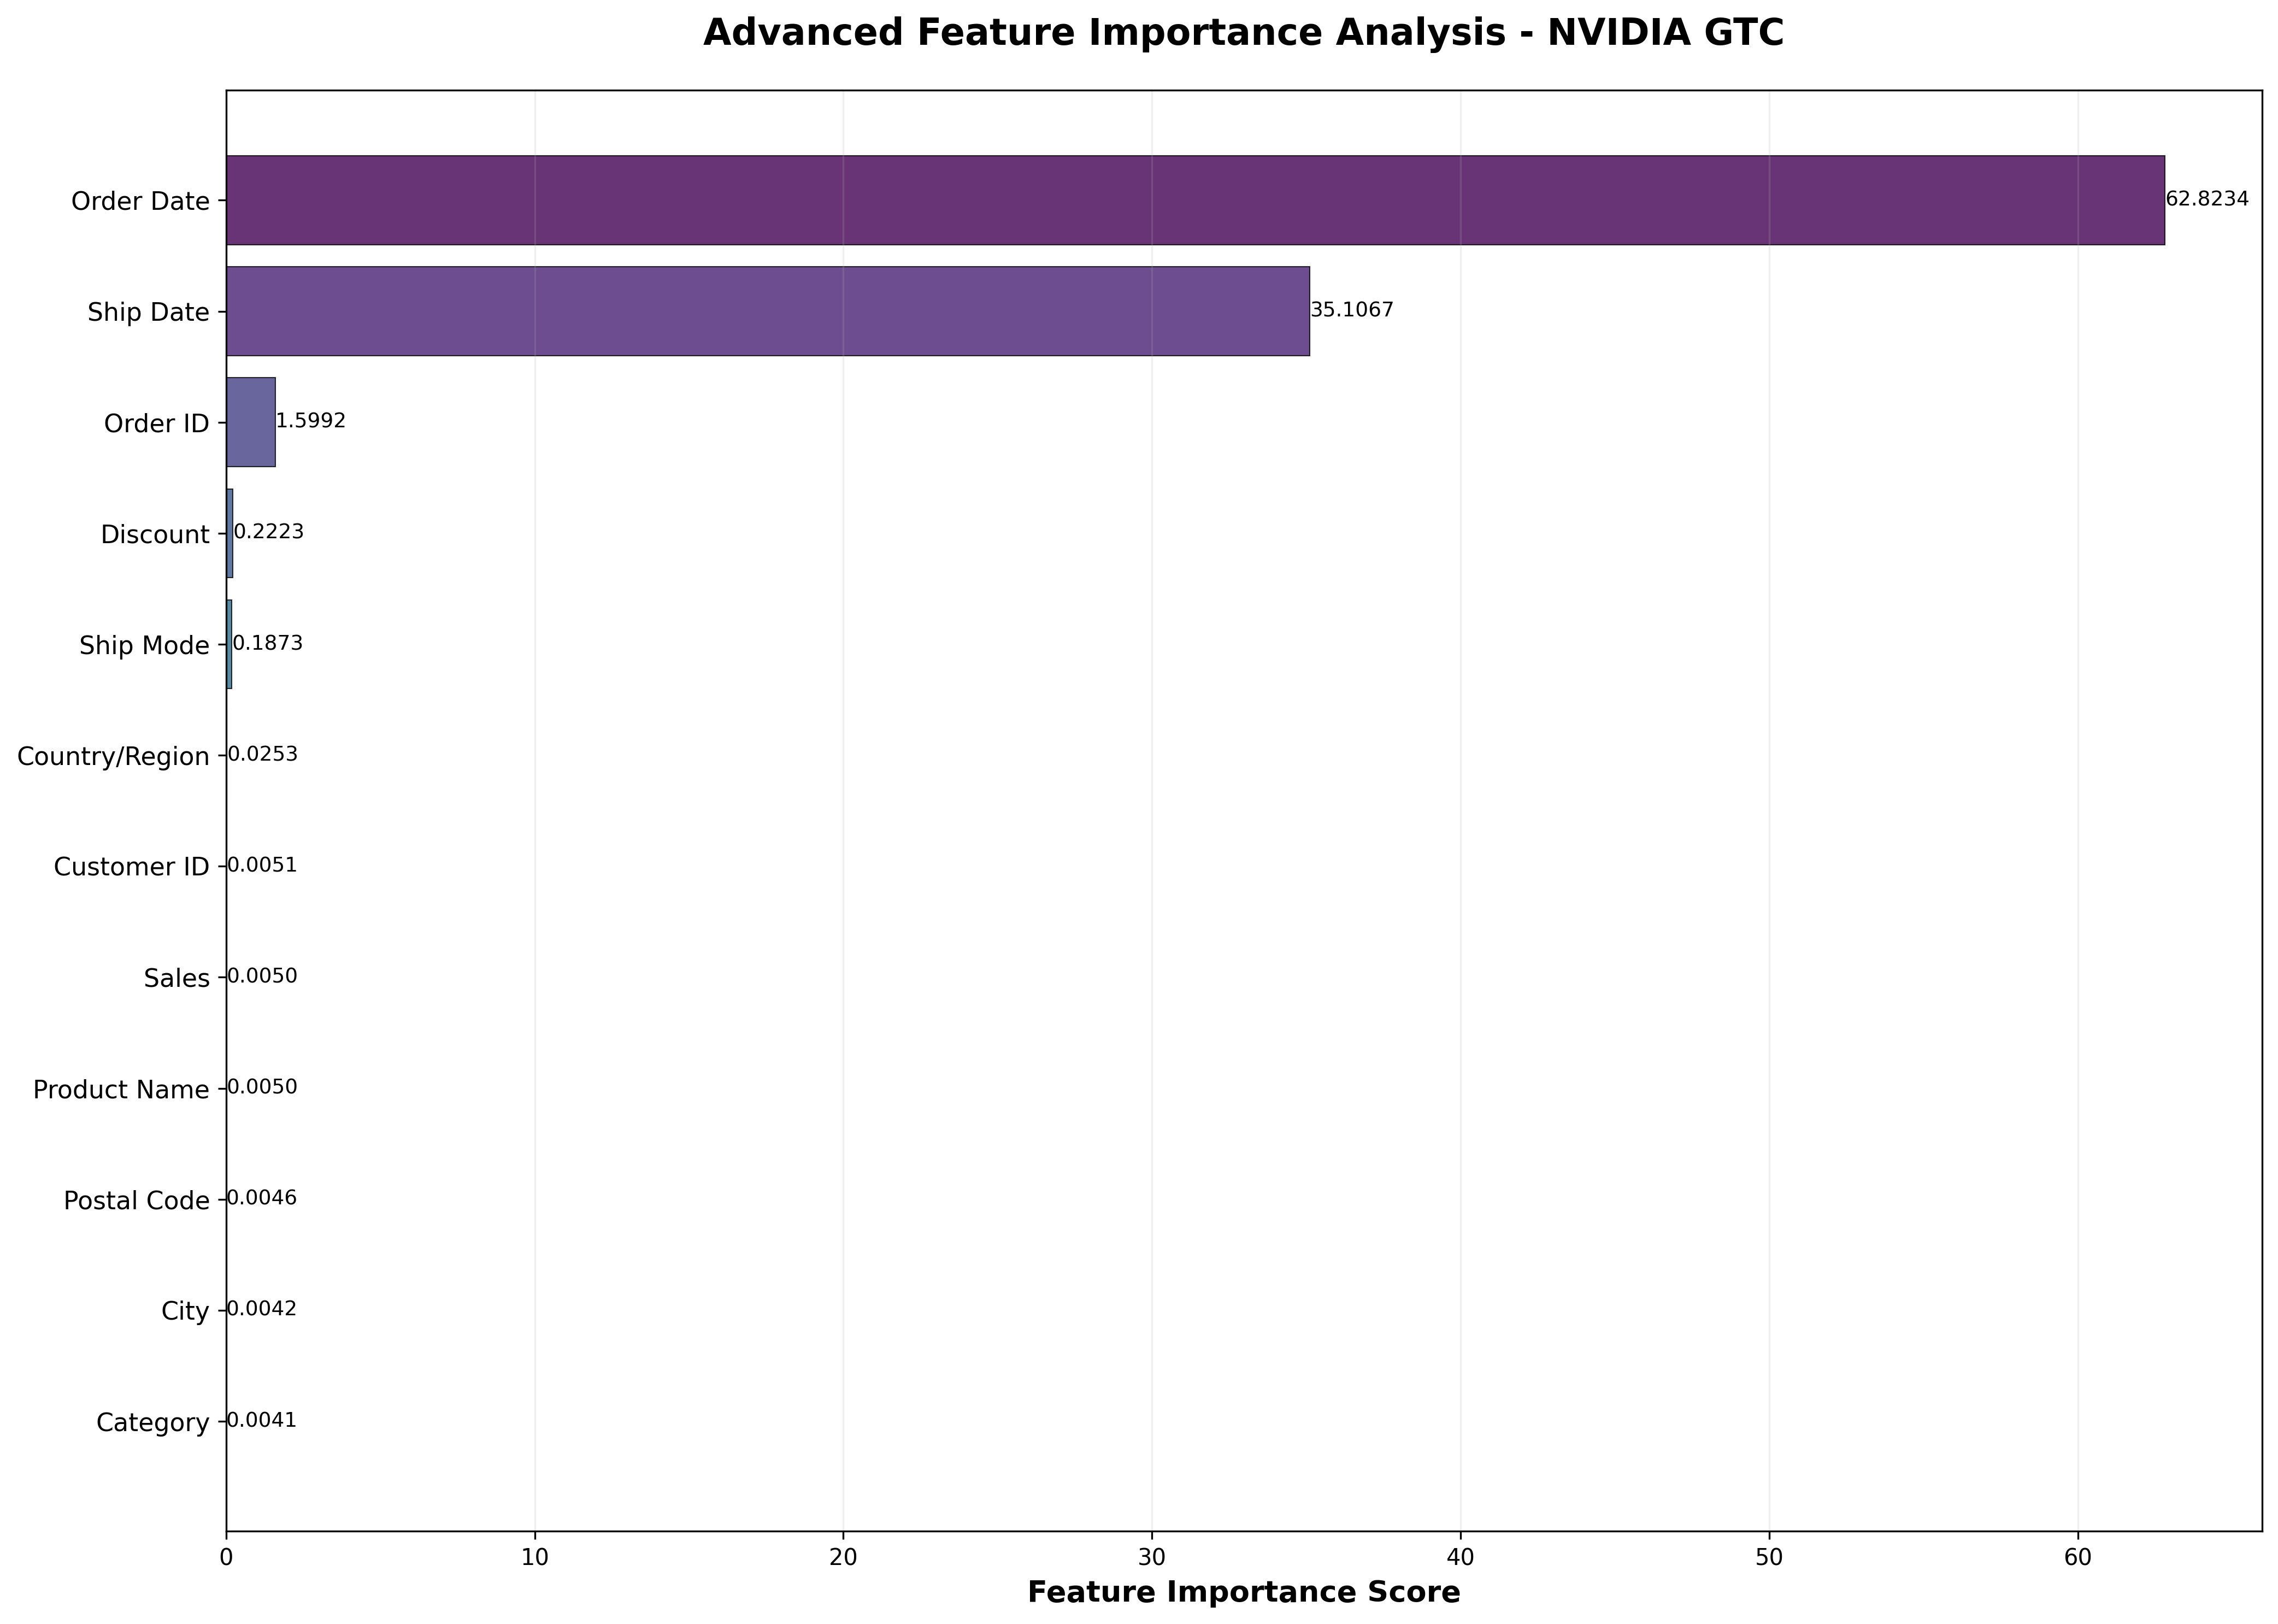 Advanced Feature Importance Analysis - NVIDIA GTC
Order Date 62.8234
Ship Date 35.1067
Order ID 1.5992
Discount 0.2223
Ship Mode 0.1873
Country/Region 0.0253
Customer ID 0.0051
Sales 0.0050
Product Name 0.0050
Postal Code 0.0046
City 0.0042
Category 0.0041
0 10 20 30 40 50 60
Feature Importance Score